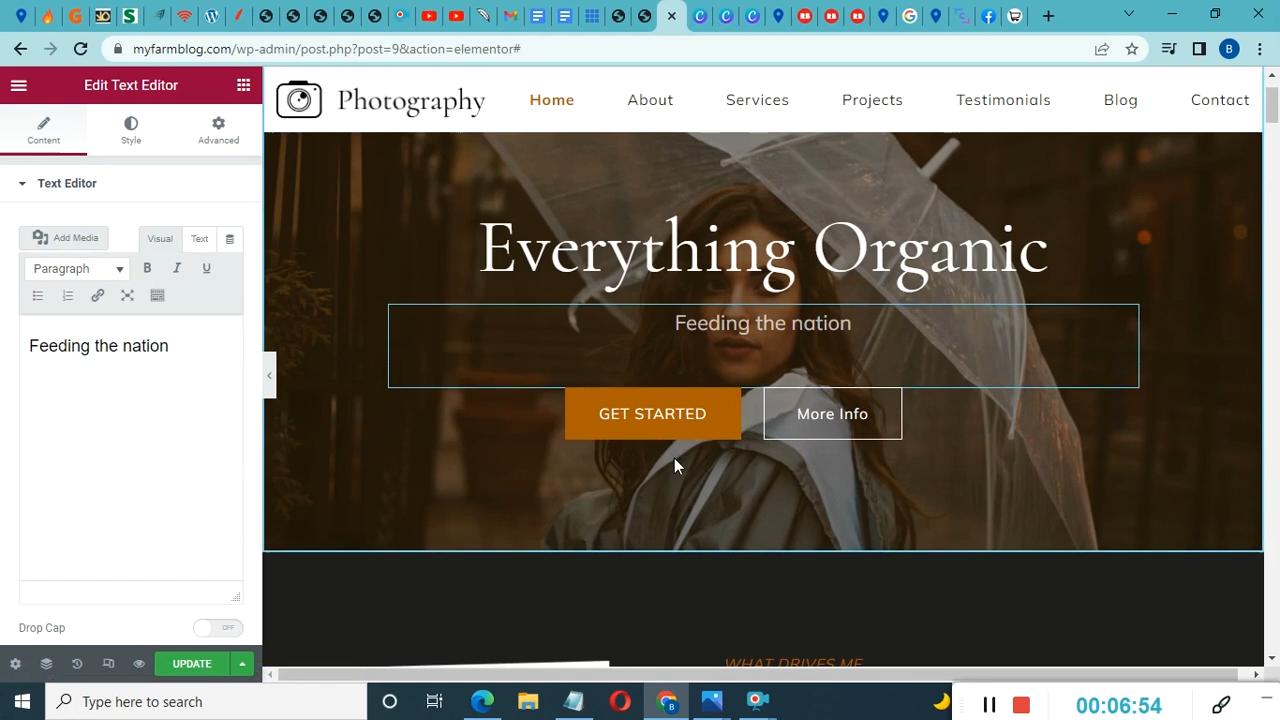 myfarmblog.com/wp-admin/post.php?post=9&action=elementor#
B
Edit Text Editor
Content
Style
Advanced
Text Editor
Add Media
Visual
Text
Paragraph
B
I
U
Feeding the nation
Drop Cap
OFF
UPDATE
Photography
Home
About
Services
Projects
Testimonials
Blog
Contact
Everything Organic
Feeding the nation
GET STARTED
More Info
WHAT DRIVES ME
Type here to search
00:06:54